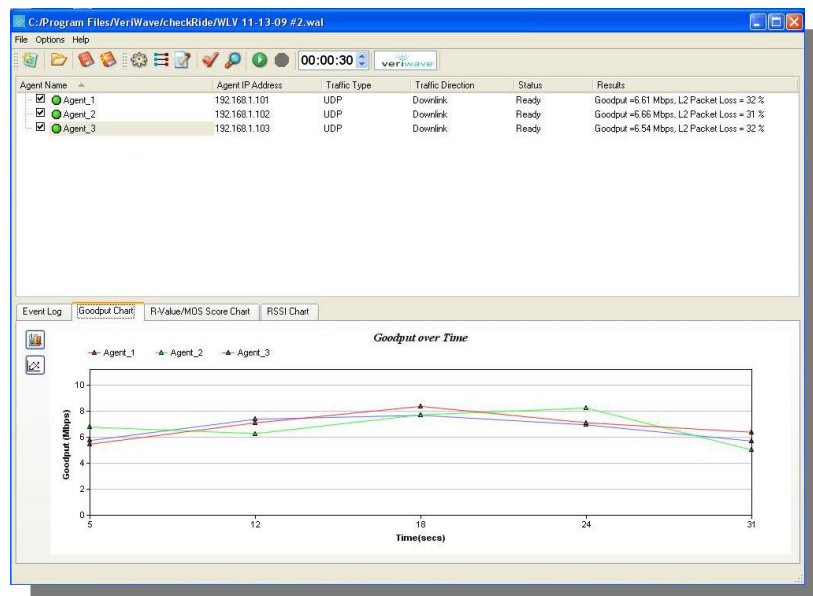 C:/Program Files/VeriWave/checkRide/WLV 11-13-09 #2.wal
File Options Help
00:00:30 veriwave
Agent Name Agent IP Address Traffic Type Traffic Direction Status Results
Agent_1 192.168.1.101 UDP Downlink Ready Goodput =6.61 Mbps, L2 Packet Loss = 32 %
Agent_2 192.168.1.102 UDP Downlink Ready Goodput =6.66 Mbps, L2 Packet Loss = 31 %
Agent_3 192.168.1.103 UDP Downlink Ready Goodput =6.54 Mbps, L2 Packet Loss = 32 %
Event Log Goodput Chart R-Value/MOS Score Chart RSSI Chart
Goodput over Time
Agent_1 Agent_2 Agent_3
Goodput (Mbps)
10
8
6
4
2
0
5 12 18 24 31
Time(secs)